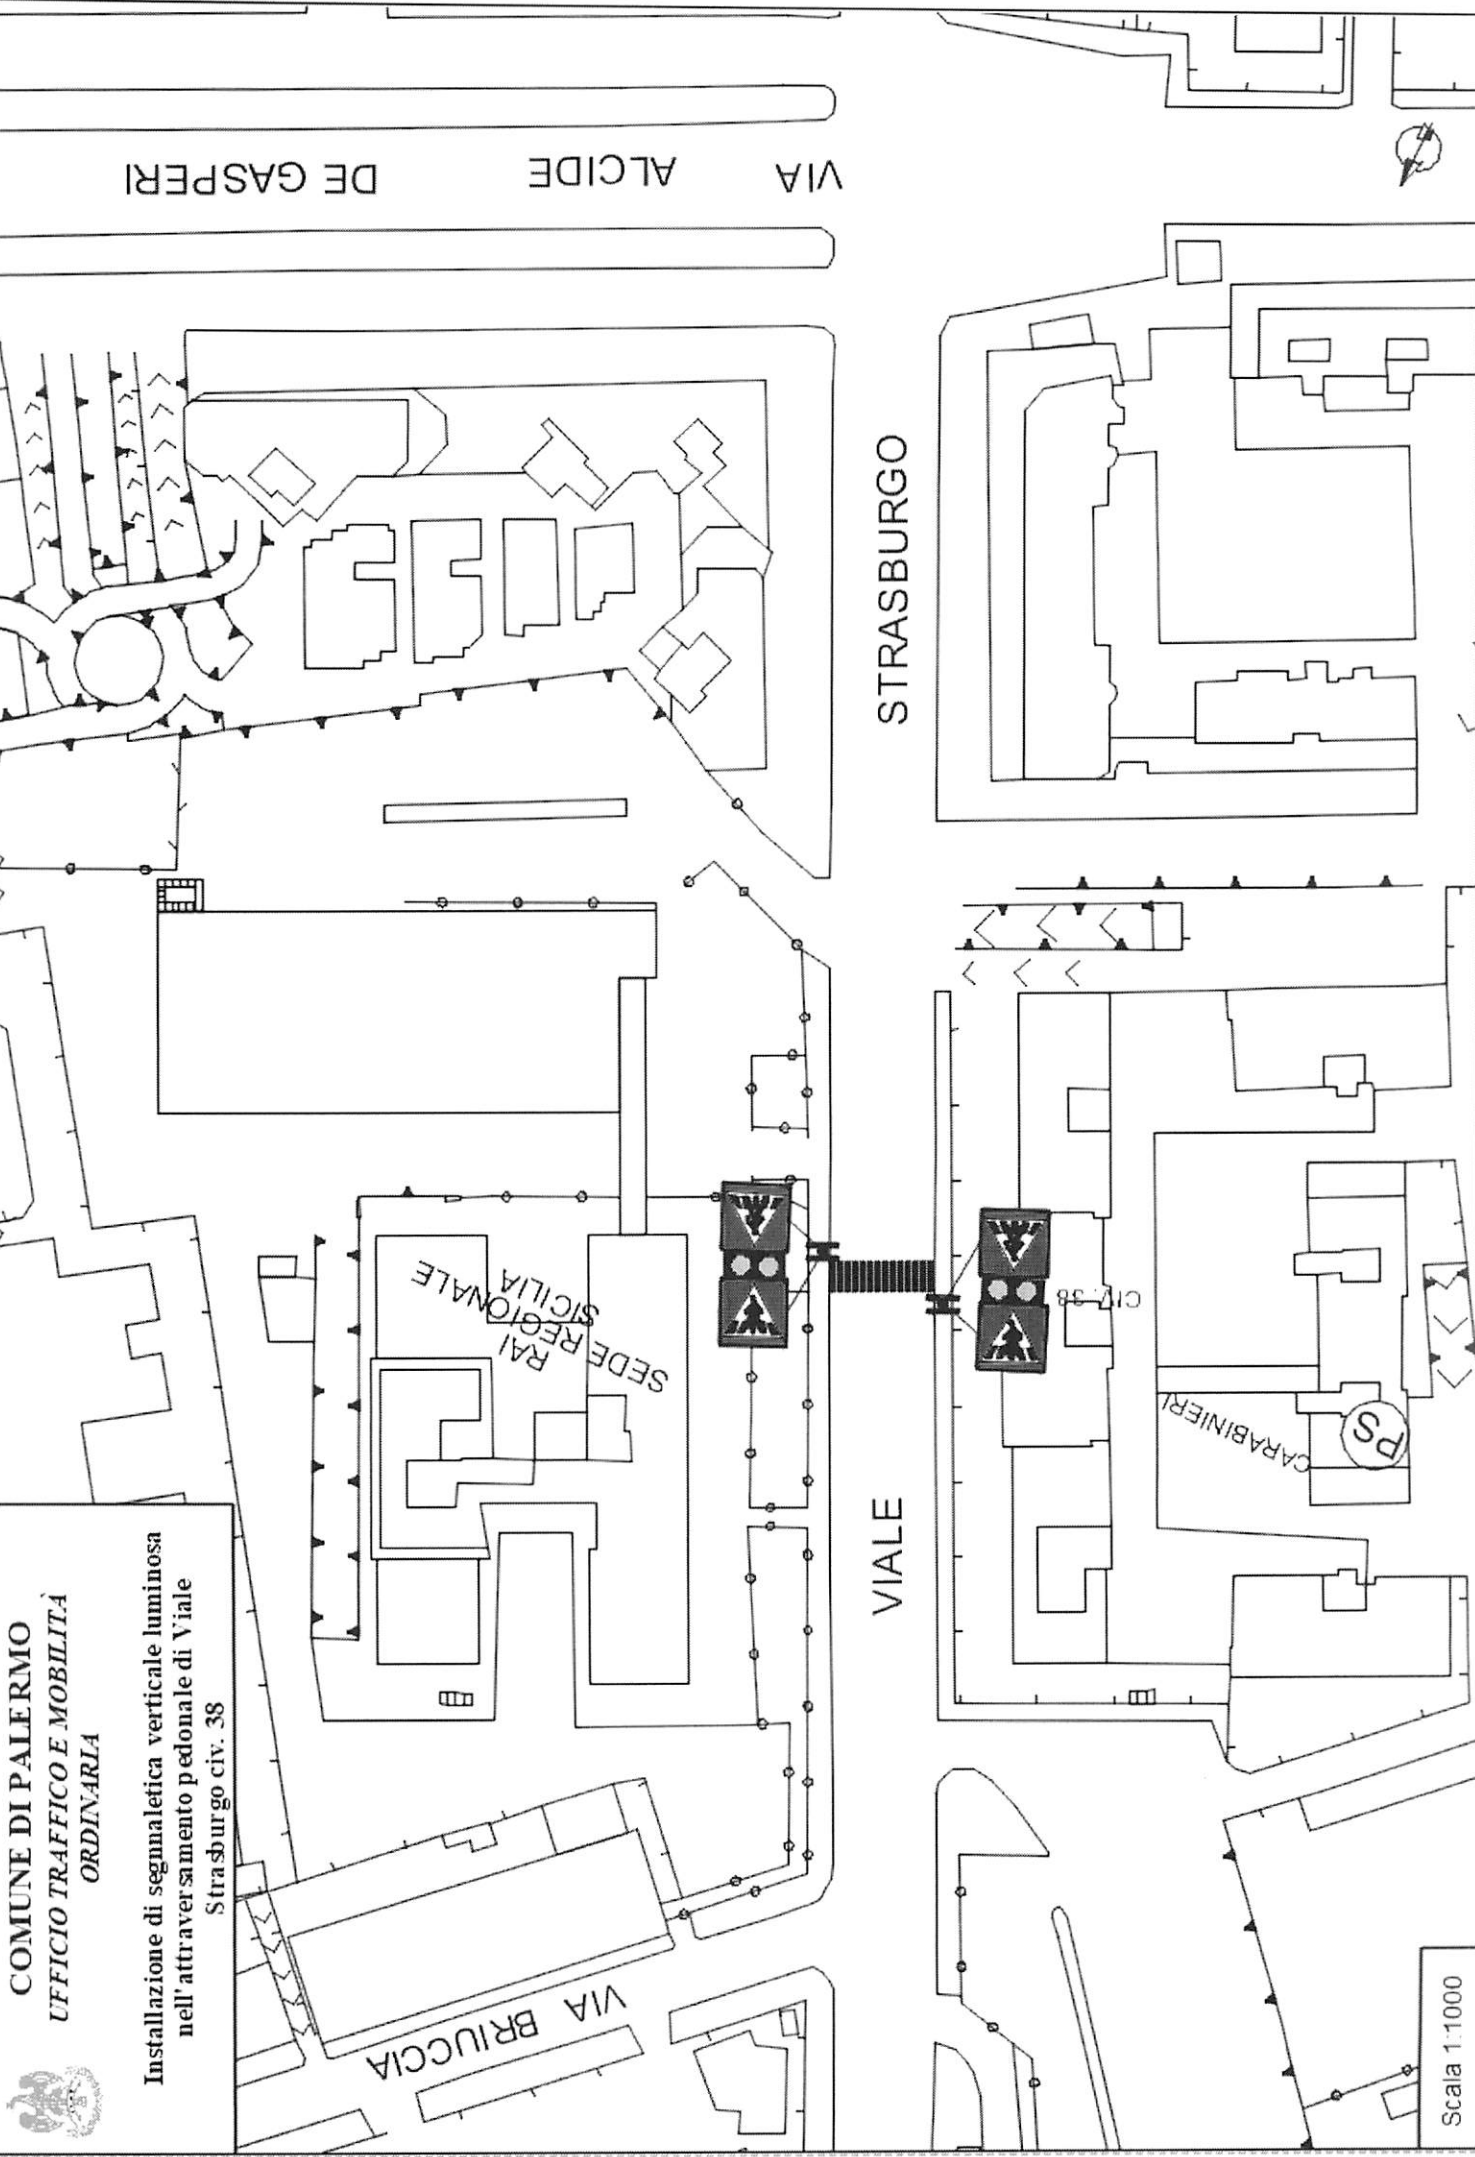 COMUNE DI PALERMO
UFFICIO TRAFFICO E MOBILITÀ
ORDINARIA
Installazione di segnaletica verticale luminosa
nell'attraversamento pedonale di Viale
Strasburgo civ. 38
VIA ALCIDE DE GASPERI
VIALE STRASBURGO
RAI
SEDE REGIONALE
SICILIA
CIV. 38
CARABINIERI
PS
VIA BRIUCCIA
N
Scala 1:1000